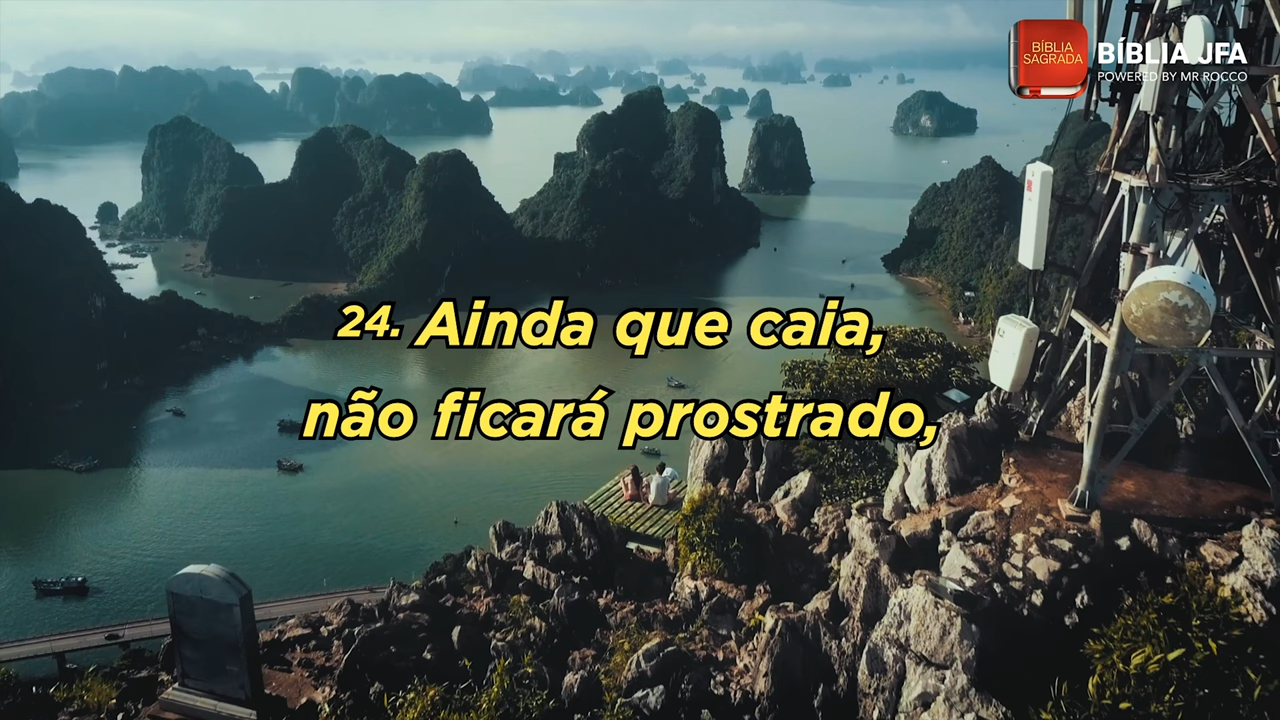 BÍBLIA
SAGRADA
BÍBLIA JFA
POWERED BY MR ROCCO
24. Ainda que caia,
não ficará prostrado,